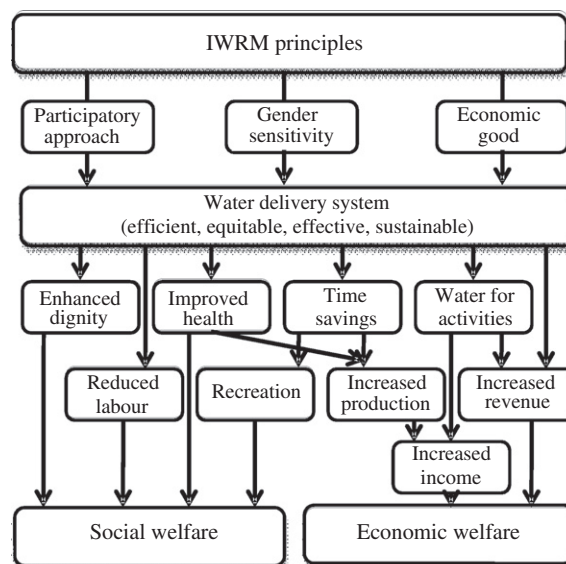 IWRM principles
Participatory
approach
Gender
sensitivity
Economic
good
Water delivery system
(efficient, equitable, effective, sustainable)
Enhanced
dignity
Improved
health
Time
savings
Water for
activities
Reduced
labour
Recreation
Increased
production
Increased
revenue
Increased
income
Social welfare
Economic welfare